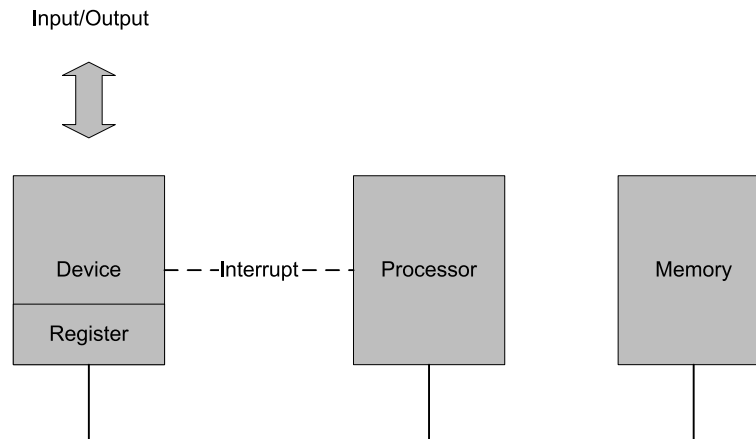 Input/Output
Device
Interrupt
Processor
Memory
Register